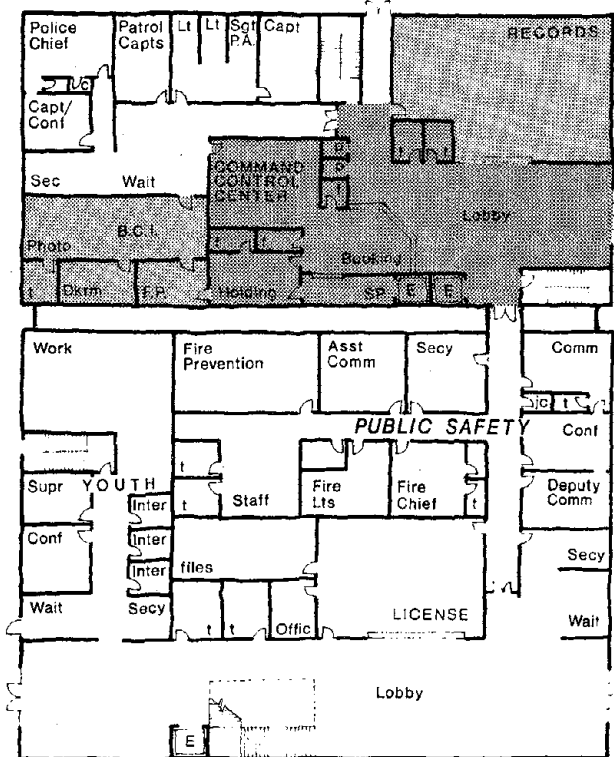 Police
Chief
Patrol
Capts
Lt
Lt
Sgt
P.A.
Capt
RECORDS
jc
Capt/
Conf
t
t
COMMAND
CONTROL
CENTER
p
p
t
Sec
Wait
Lobby
B.C.I.
Photo
t
t
Booking
t
Dkrm
F.P.
Holding
SP
E
E
Work
Fire
Prevention
Asst
Comm
Secy
Comm
jc
t
PUBLIC SAFETY
Conf
t
Supr
YOUTH
t
Staff
Fire
Lts
Fire
Chief
t
Deputy
Comm
Inter
Conf
Inter
Secy
Inter
files
Wait
Secy
t
t
Offic
LICENSE
Wait
Lobby
E